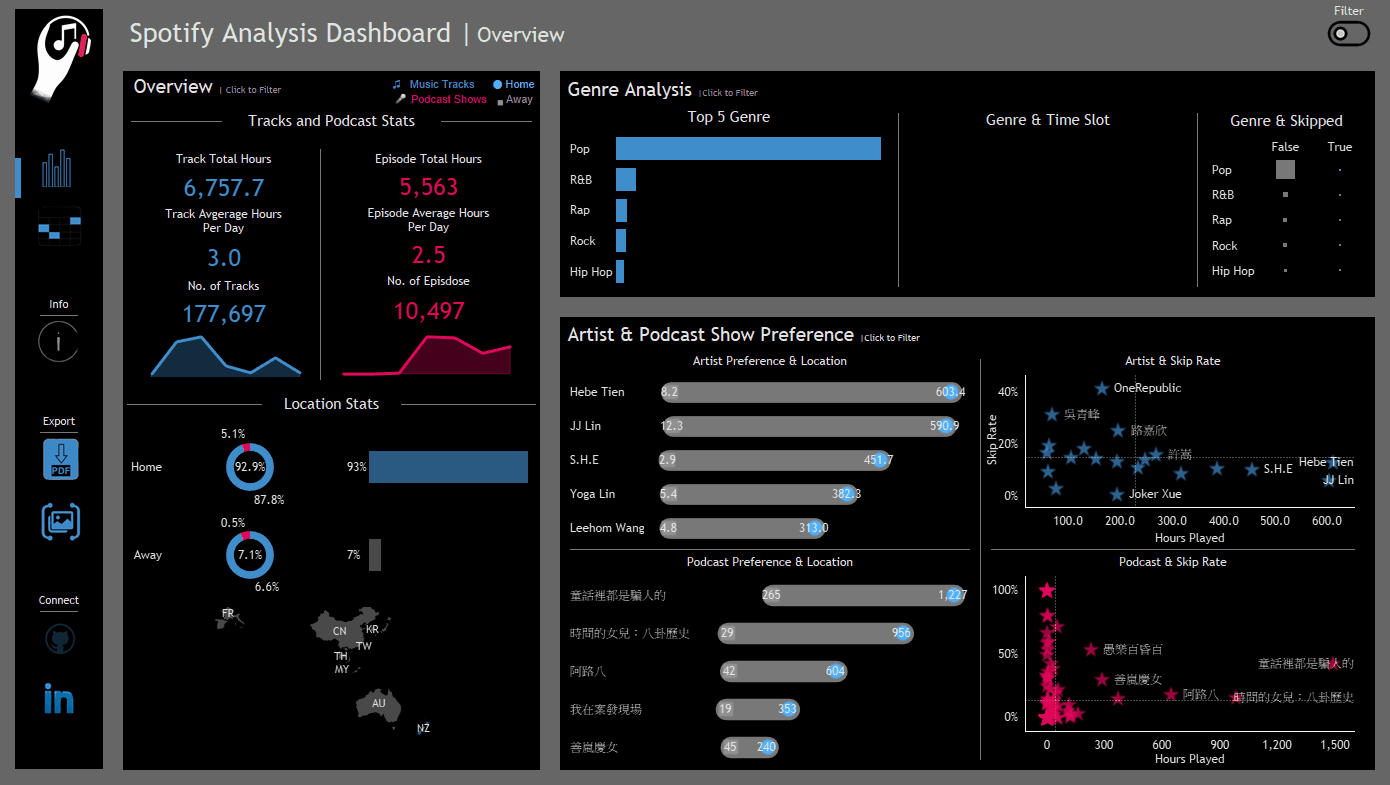 Spotify Analysis Dashboard | Overview
Filter
Info
Export
PDF
Connect
in
Overview | Click to Filter
Music Tracks
Home
Podcast Shows
Away
Tracks and Podcast Stats
Track Total Hours
6,757.7
Track Avgerage Hours
Per Day
3.0
No. of Tracks
177,697
Episode Total Hours
5,563
Episode Average Hours
Per Day
2.5
No. of Epidsose
10,497
Location Stats
Home
5.1%
92.9%
87.8%
93%
Away
0.5%
7.1%
6.6%
7%
FR
CN
KR
TW
TH
MY
AU
NZ
Genre Analysis |Click to Filter
Top 5 Genre
Pop
R&B
Rap
Rock
Hip Hop
Genre & Time Slot
Genre & Skipped
False True
Pop
R&B
Rap
Rock
Hip Hop
Artist & Podcast Show Preference |Click to Filter
Artist Preference & Location
Hebe Tien 8.2 603.4
JJ Lin 12.3 590.9
S.H.E 2.9 451.7
Yoga Lin 5.4 382.3
Leehom Wang 4.8 313.0
Artist & Skip Rate
Skip Rate
40%
20%
0%
OneRepublic
吳青峰
路嘉欣
許嵩
Hebe Tien
S.H.E
JJ Lin
Joker Xue
100.0 200.0 300.0 400.0 500.0 600.0
Hours Played
Podcast Preference & Location
童話裡都是騙人的 265 1,227
時間的女兒：八卦歷史 29 956
阿路八 42 604
我在案發現場 19 353
善嵐慶女 45 240
Podcast & Skip Rate
100%
50%
0%
愚樂百昏百
童話裡都是騙人的
善嵐慶女
阿路八
時間的女兒：八卦歷史
0 300 600 900 1,200 1,500
Hours Played